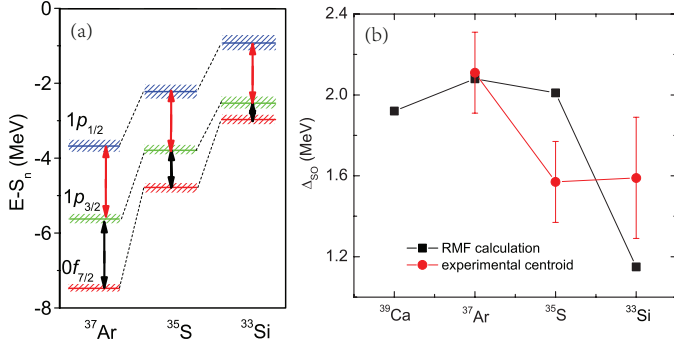 (a)
E-Sₙ (MeV)
0
-2
-4
-6
-8
1p₁/₂
1p₃/₂
0f₇/₂
³⁷Ar
³⁵S
³³Si
(b)
Δ_SO (MeV)
2.4
2.0
1.6
1.2
RMF calculation
experimental centroid
³⁹Ca
³⁷Ar
³⁵S
³³Si